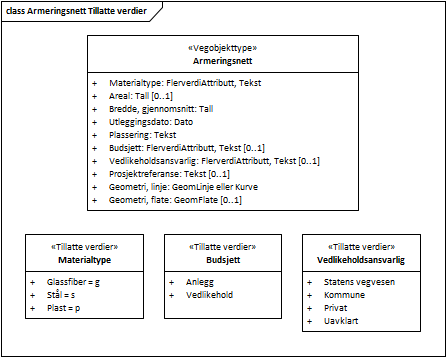 class Armeringsnett Tillatte verdier
«Vegobjekttype»
Armeringsnett
+ Materialtype: FlerverdiAttributt, Tekst
+ Areal: Tall [0..1]
+ Bredde, gjennomsnitt: Tall
+ Utleggingsdato: Dato
+ Plassering: Tekst
+ Budsjett: FlerverdiAttributt, Tekst [0..1]
+ Vedlikeholdsansvarlig: FlerverdiAttributt, Tekst [0..1]
+ Prosjektreferanse: Tekst [0..1]
+ Geometri, linje: GeomLinje eller Kurve
+ Geometri, flate: GeomFlate [0..1]
«Tillatte verdier»
Materialtype
+ Glassfiber = g
+ Stål = s
+ Plast = p
«Tillatte verdier»
Budsjett
+ Anlegg
+ Vedlikehold
«Tillatte verdier»
Vedlikeholdsansvarlig
+ Statens vegvesen
+ Kommune
+ Privat
+ Uavklart